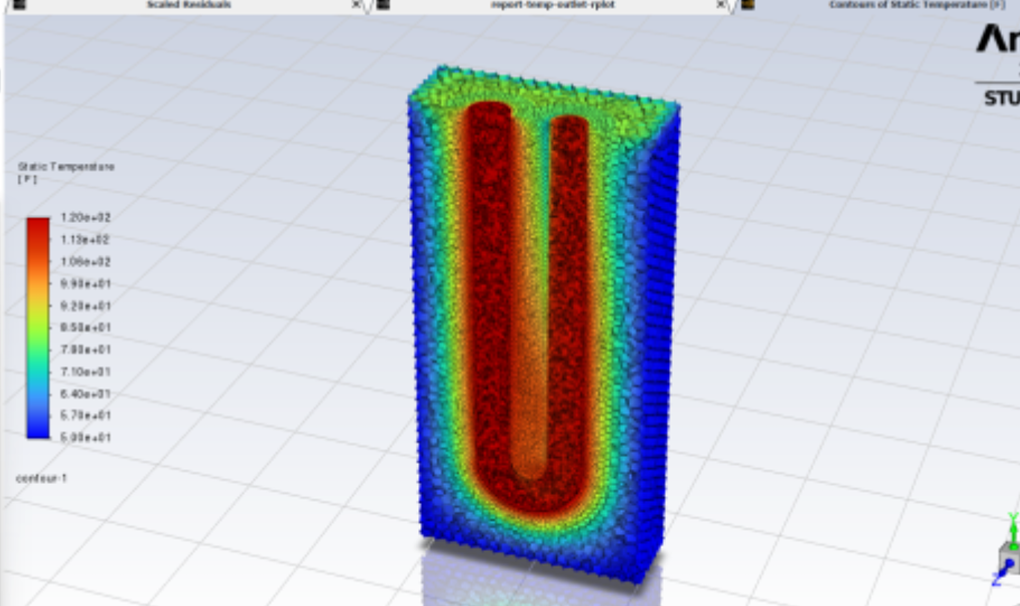 Scaled Residuals
report-temp-outlet-rplot
Contours of Static Temperature [F]
An
STU
Static Temperature
[F]
1.20e+02
1.13e+02
1.06e+02
9.90e+01
9.20e+01
8.50e+01
7.80e+01
7.10e+01
6.40e+01
5.70e+01
5.00e+01
contour-1
Y
Z